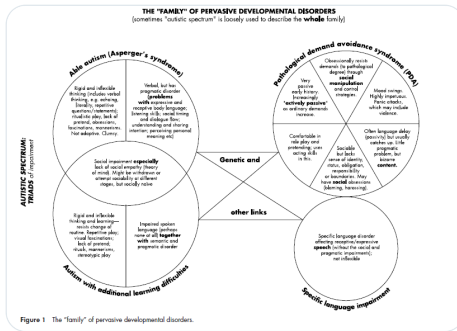 THE "FAMILY" OF PERVASIVE DEVELOPMENTAL DISORDERS
(sometimes "autistic spectrum" is loosely used to describe the whole family)
AUTISTIC SPECTRUM:
TRIADS of impairment
Able autism (Asperger's syndrome)
Rigid and inflexible
thinking (includes verbal
thinking, e.g. echoing,
literality, repetitive
questions/statements);
ritualistic play, lack of
pretend, obsessions,
fascinations, mannerisms.
Not adaptive. Clumsy
Verbal, but has
pragmatic disorder
(problems
with expressive and
receptive body language;
listening skills; social timing
and dialogue flow;
understanding and sharing
intention; perceiving personal
meaning etc)
Social impairment especially
lack of social empathy (theory
of mind). Might be withdrawn or
attempt sociability at different
stages, but socially naive
Rigid and inflexible
thinking and learning—
resists change of
routine. Repetitive play;
visual fascinations;
lack of pretend;
rituals, mannerisms,
stereotypic play
Impaired spoken
language (perhaps
none at all) together
with semantic and
pragmatic disorder
Autism with additional learning difficulties
Genetic and
other links
Pathological demand avoidance syndrome (PDA)
Obsessionally resists
demands (to pathological
degree) through
social
manipulation
and control
strategies.
Very
passive
early history.
Increasingly
'actively passive'
as ordinary demands
increase.
Mood swings.
Highly impulsive.
Panic attacks,
which may include
violence.
Comfortable in
role play and
pretending; uses
acting skills
in this.
Sociable
but lacks
sense of identity,
status, obligation,
responsibility
or boundaries. May
have social obsessions
(blaming, harassing).
Often language delay
(passivity) but usually
catches up. Little
pragmatic
problem, but
bizarre
content.
Specific language disorder
affecting receptive/expressive
speech (without the social and
pragmatic impairments);
not inflexible
Specific language impairment
Figure 1 The "family" of pervasive developmental disorders.